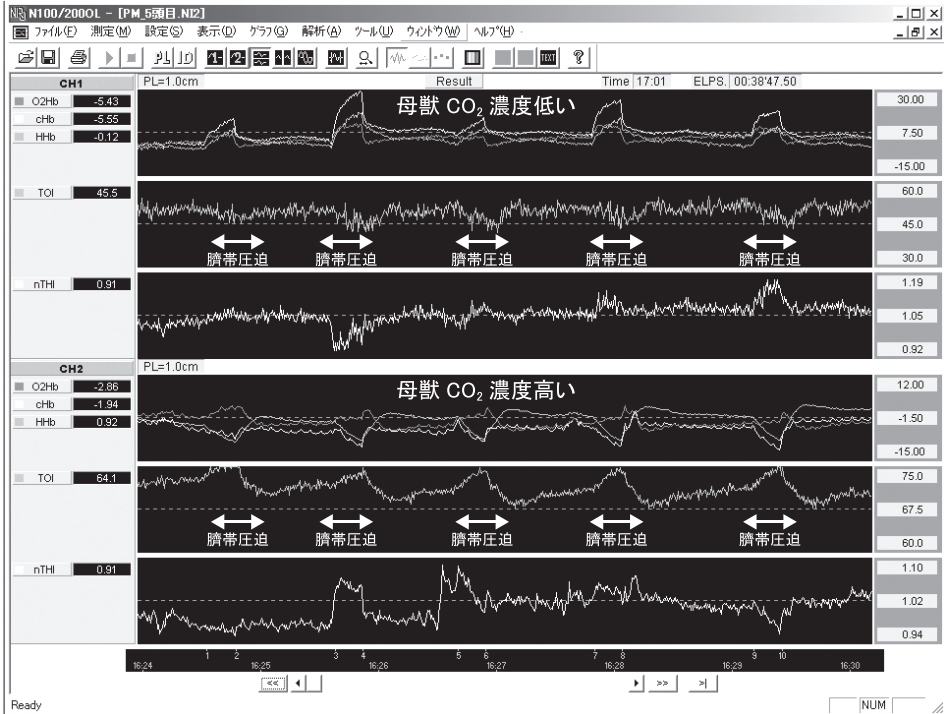 N100/200OL - [PM_5頭目.NI2]
ファイル(F) 測定(M) 設定(S) 表示(D) グラフ(G) 解析(A) ツール(U) ウィンドウ(W) ヘルプ(H)
PL ID TEXT
CH1 PL=1.0cm Result Time 17:01 ELPS. 00:38'47.50
O2Hb -5.43
cHb -5.55
HHb -0.12
母獣 CO₂ 濃度低い
30.00
7.50
-15.00
TOI 45.5
60.0
45.0
30.0
臍帯圧迫 臍帯圧迫 臍帯圧迫 臍帯圧迫 臍帯圧迫
nTHI 0.91
1.19
1.05
0.92
CH2 PL=1.0cm
O2Hb -2.86
cHb -1.94
HHb 0.92
母獣 CO₂ 濃度高い
12.00
-1.50
-15.00
TOI 64.1
75.0
67.5
60.0
臍帯圧迫 臍帯圧迫 臍帯圧迫 臍帯圧迫 臍帯圧迫
nTHI 0.91
1.10
1.02
0.94
1 2 3 4 5 6 7 8 9 10
16:24 16:25 16:26 16:27 16:28 16:29 16:30
<< >> >|
Ready NUM